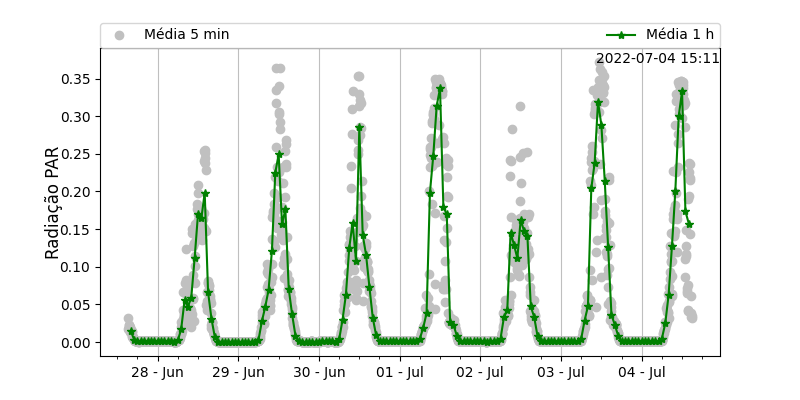 Média 5 min
Média 1 h
2022-07-04 15:11
Radiação PAR
0.35
0.30
0.25
0.20
0.15
0.10
0.05
0.00
28 - Jun
29 - Jun
30 - Jun
01 - Jul
02 - Jul
03 - Jul
04 - Jul